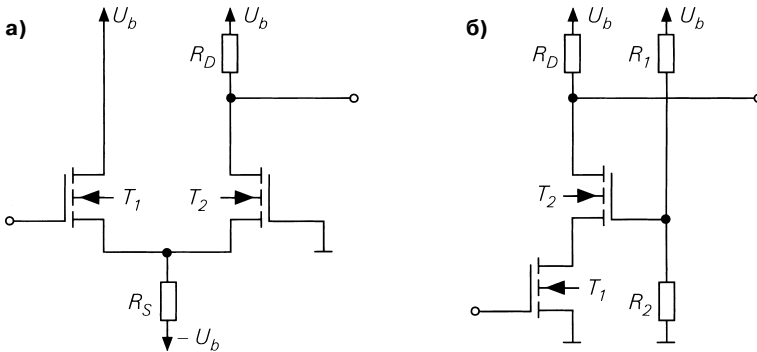 а)
U_b
U_b
R_D
T_1
T_2
R_S
– U_b
б)
U_b
U_b
R_D
R_1
T_2
T_1
R_2